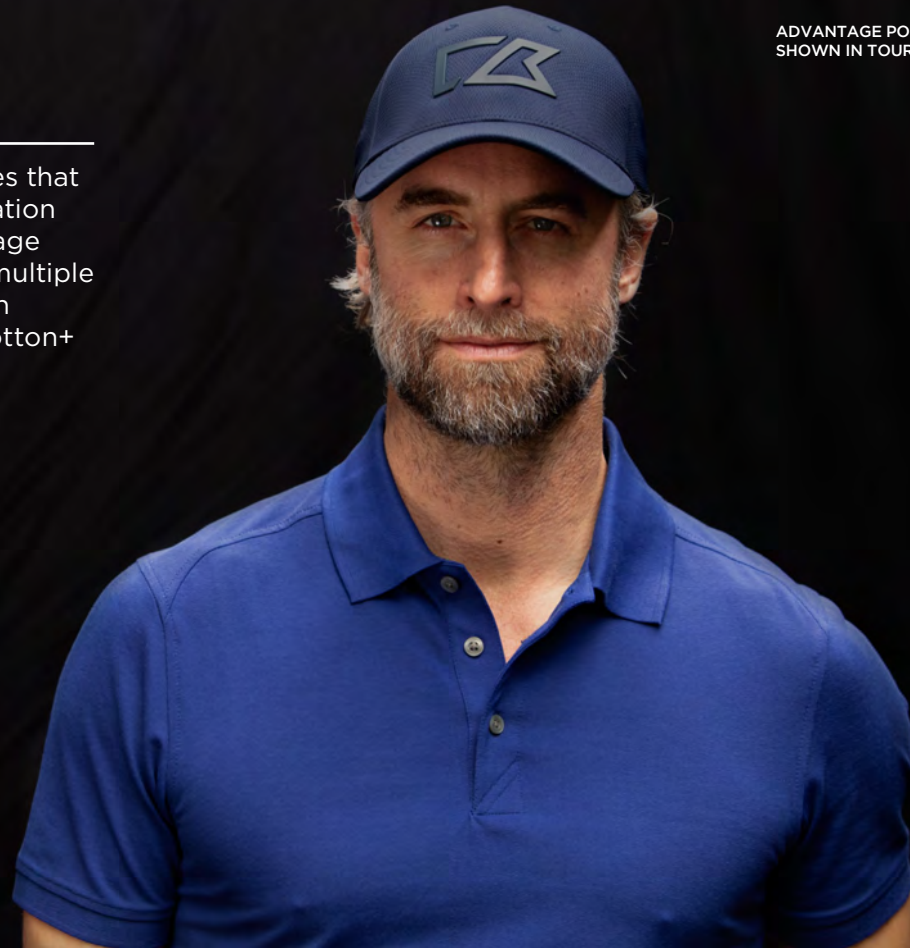 ADVANTAGE PO
SHOWN IN TOUR
es that
ation
age
multiple
n
otton+